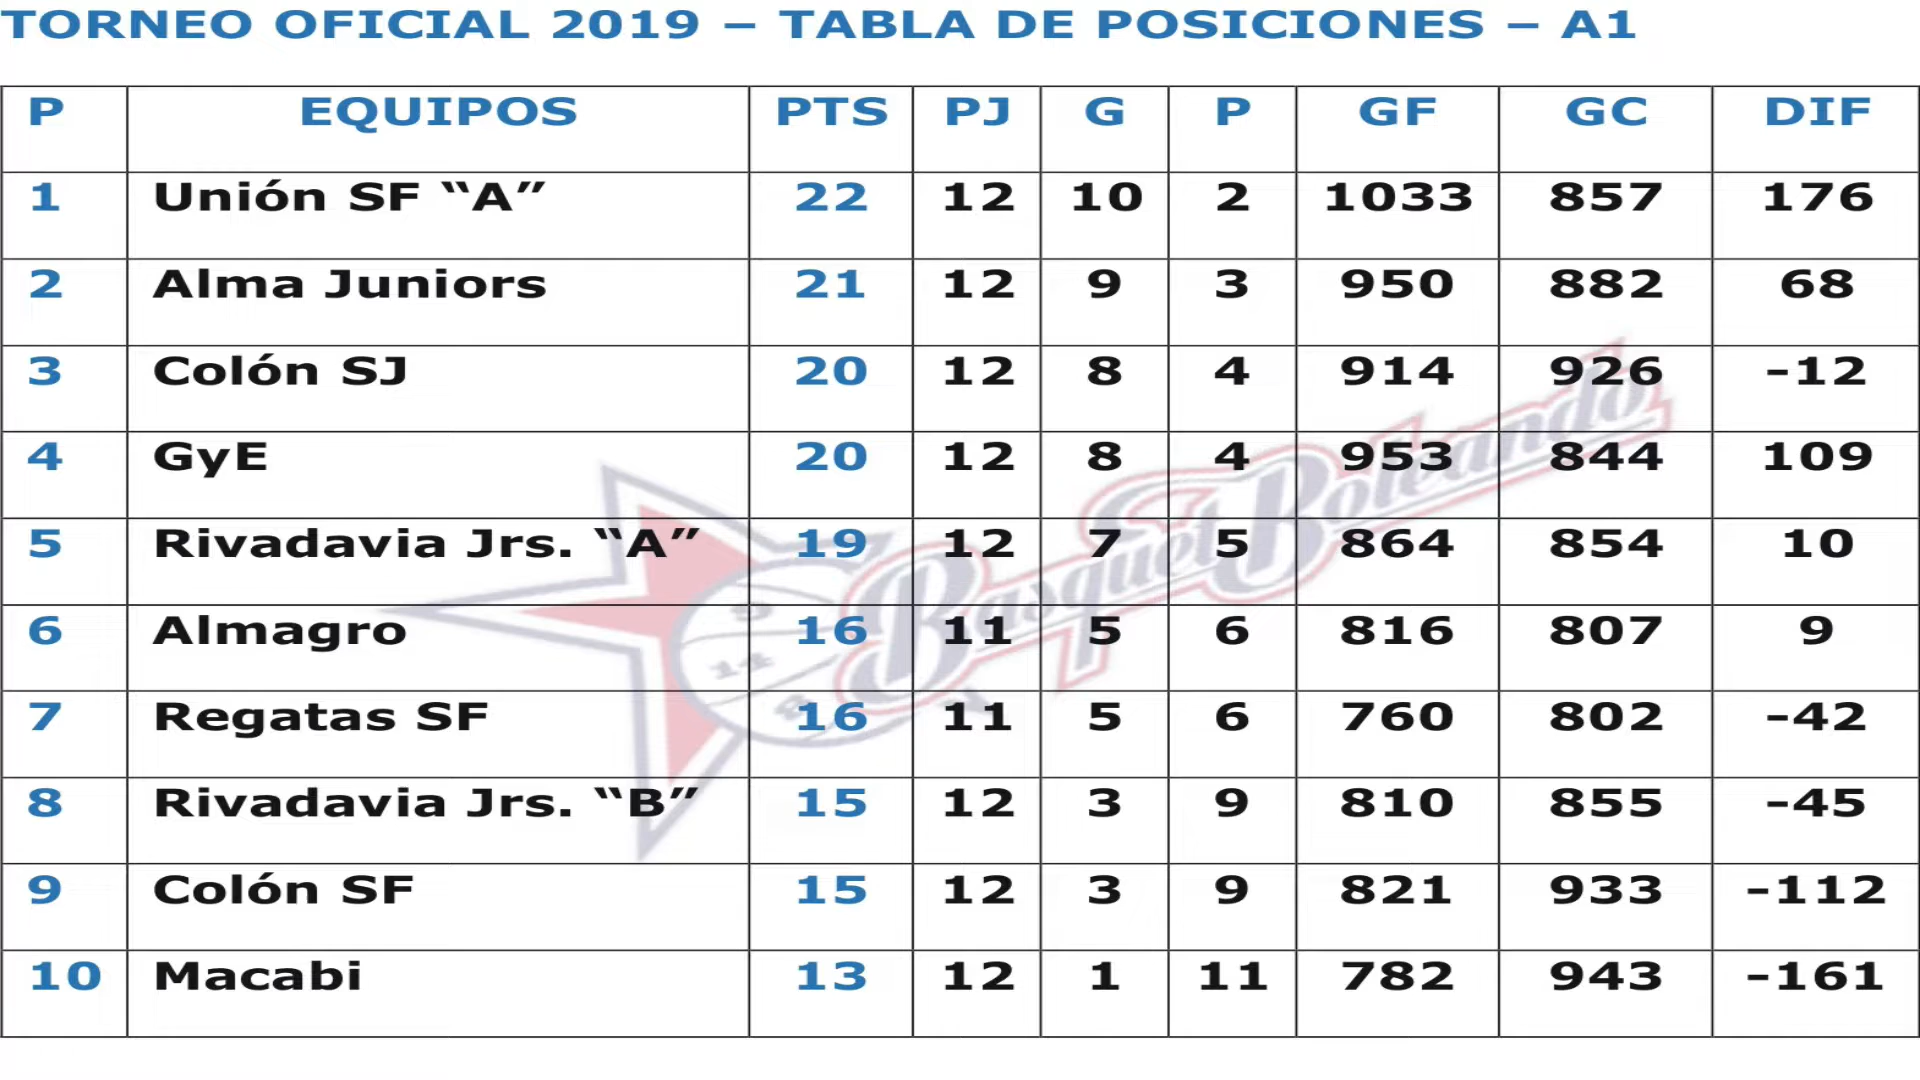 TORNEO OFICIAL 2019 – TABLA DE POSICIONES – A1
P EQUIPOS PTS PJ G P GF GC DIF
1 Unión SF “A” 22 12 10 2 1033 857 176
2 Alma Juniors 21 12 9 3 950 882 68
3 Colón SJ 20 12 8 4 914 926 -12
4 GyE 20 12 8 4 953 844 109
5 Rivadavia Jrs. “A” 19 12 7 5 864 854 10
6 Almagro 16 11 5 6 816 807 9
7 Regatas SF 16 11 5 6 760 802 -42
8 Rivadavia Jrs. “B” 15 12 3 9 810 855 -45
9 Colón SF 15 12 3 9 821 933 -112
10 Macabi 13 12 1 11 782 943 -161
Basquet Boleando